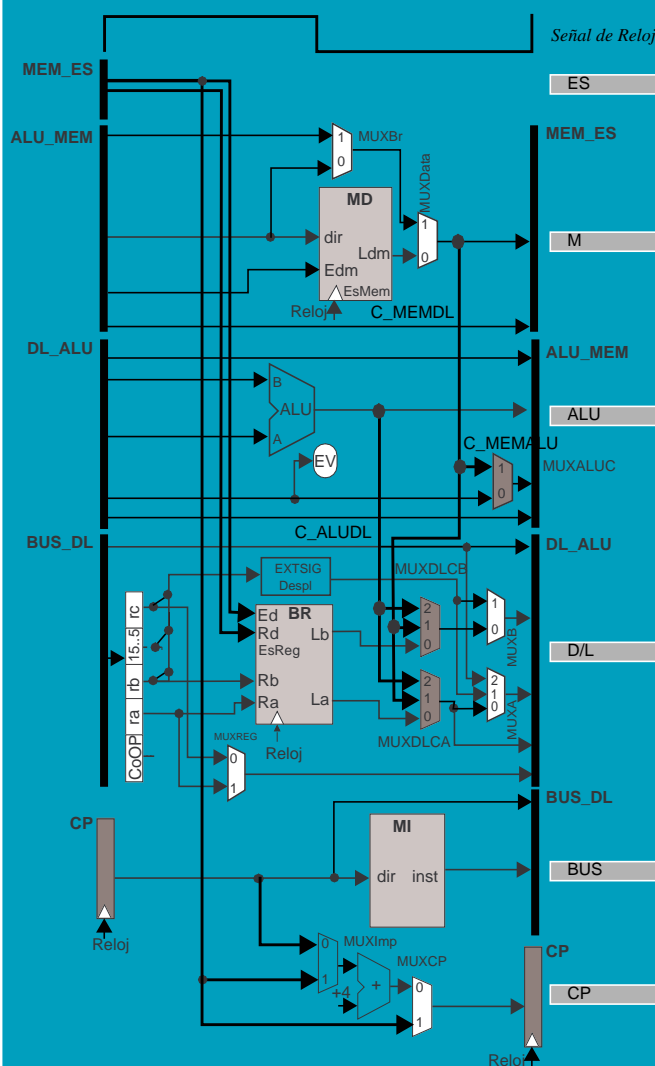 Señal de Reloj
MEM_ES
ES
ALU_MEM
1
0
MUXBr
MUXData
MEM_ES
MD
dir
Ldm
Edm
EsMem
1
0
M
Reloj
C_MEMDL
DL_ALU
ALU_MEM
B
ALU
A
ALU
EV
C_MEMALU
1
0
MUXALUC
BUS_DL
C_ALUDL
DL_ALU
EXTSIG
Despl
MUXDLCB
rc
15..5
rb
ra
CoOP
Ed
BR
Rd
Lb
EsReg
Rb
La
Ra
2
1
0
1
0
MUXB
D/L
2
1
0
2
1
0
MUXA
MUXDLCA
MUXREG
0
1
Reloj
BUS_DL
CP
MI
dir
inst
BUS
Reloj
MUXImp
0
1
MUXCP
+4
+
0
1
CP
CP
Reloj